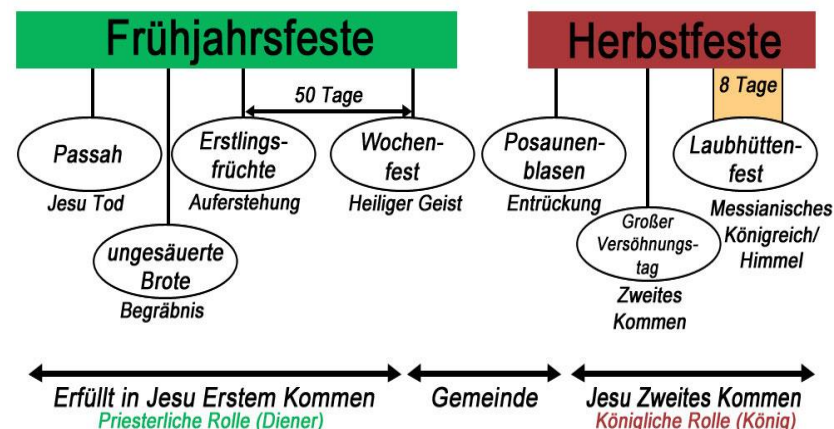 Frühjahrsfeste
Herbstfeste
50 Tage
8 Tage
Passah
Jesu Tod
ungesäuerte
Brote
Begräbnis
Erstlings-
früchte
Auferstehung
Wochen-
fest
Heiliger Geist
Posaunen-
blasen
Entrückung
Großer
Versöhnungs-
tag
Zweites
Kommen
Laubhütten-
fest
Messianisches
Königreich/
Himmel
Erfüllt in Jesu Erstem Kommen
Priesterliche Rolle (Diener)
Gemeinde
Jesu Zweites Kommen
Königliche Rolle (König)